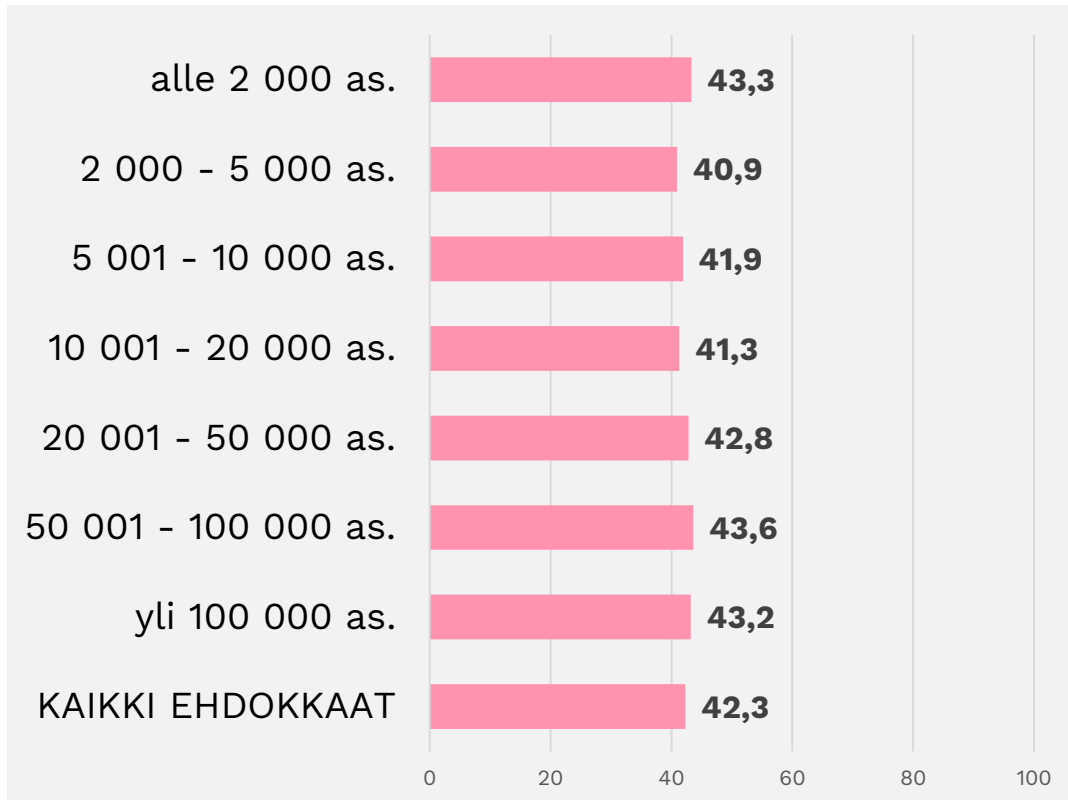 alle 2 000 as. 43,3
2 000 - 5 000 as. 40,9
5 001 - 10 000 as. 41,9
10 001 - 20 000 as. 41,3
20 001 - 50 000 as. 42,8
50 001 - 100 000 as. 43,6
yli 100 000 as. 43,2
KAIKKI EHDOKKAAT 42,3
0 20 40 60 80 100